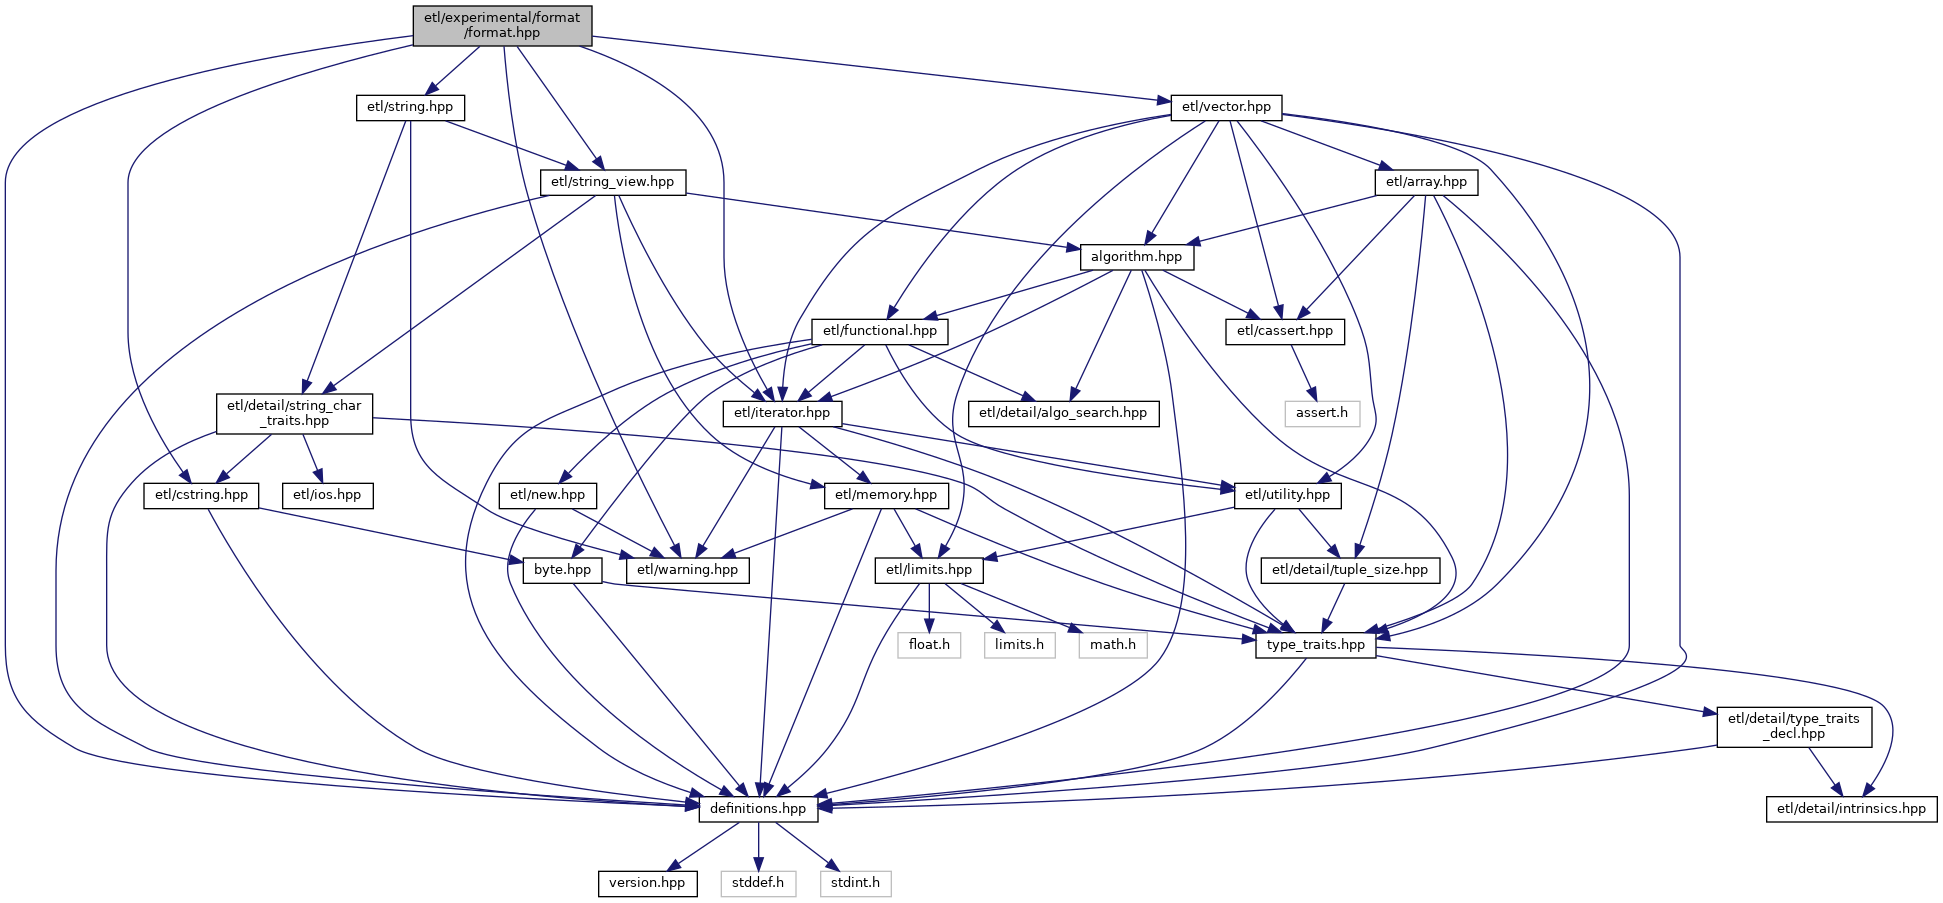 etl/experimental/format
/format.hpp
etl/string.hpp
etl/vector.hpp
etl/string_view.hpp
etl/array.hpp
algorithm.hpp
etl/functional.hpp
etl/cassert.hpp
etl/detail/string_char
_traits.hpp
etl/iterator.hpp
etl/detail/algo_search.hpp
assert.h
etl/cstring.hpp
etl/ios.hpp
etl/new.hpp
etl/memory.hpp
etl/utility.hpp
byte.hpp
etl/warning.hpp
etl/limits.hpp
etl/detail/tuple_size.hpp
float.h
limits.h
math.h
type_traits.hpp
etl/detail/type_traits
_decl.hpp
definitions.hpp
etl/detail/intrinsics.hpp
version.hpp
stddef.h
stdint.h